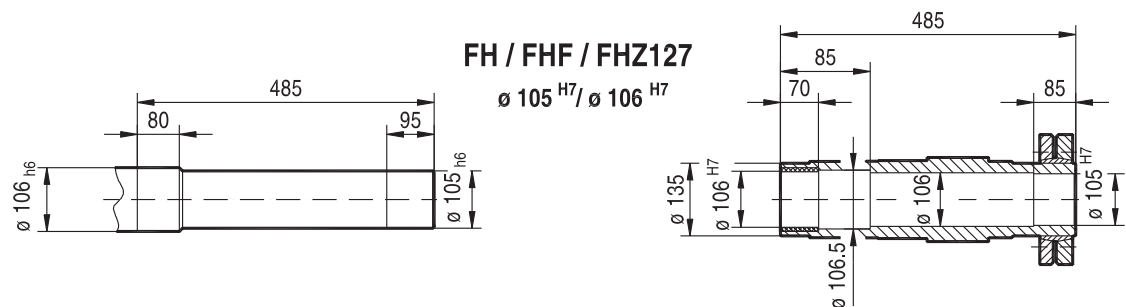 FH / FHF / FHZ127
ø 105 H7/ ø 106 H7
485
80
95
ø 106 h6
ø 105 h6
485
85
70
85
ø 135
ø 106 H7
ø 106.5
ø 106
ø 105 H7